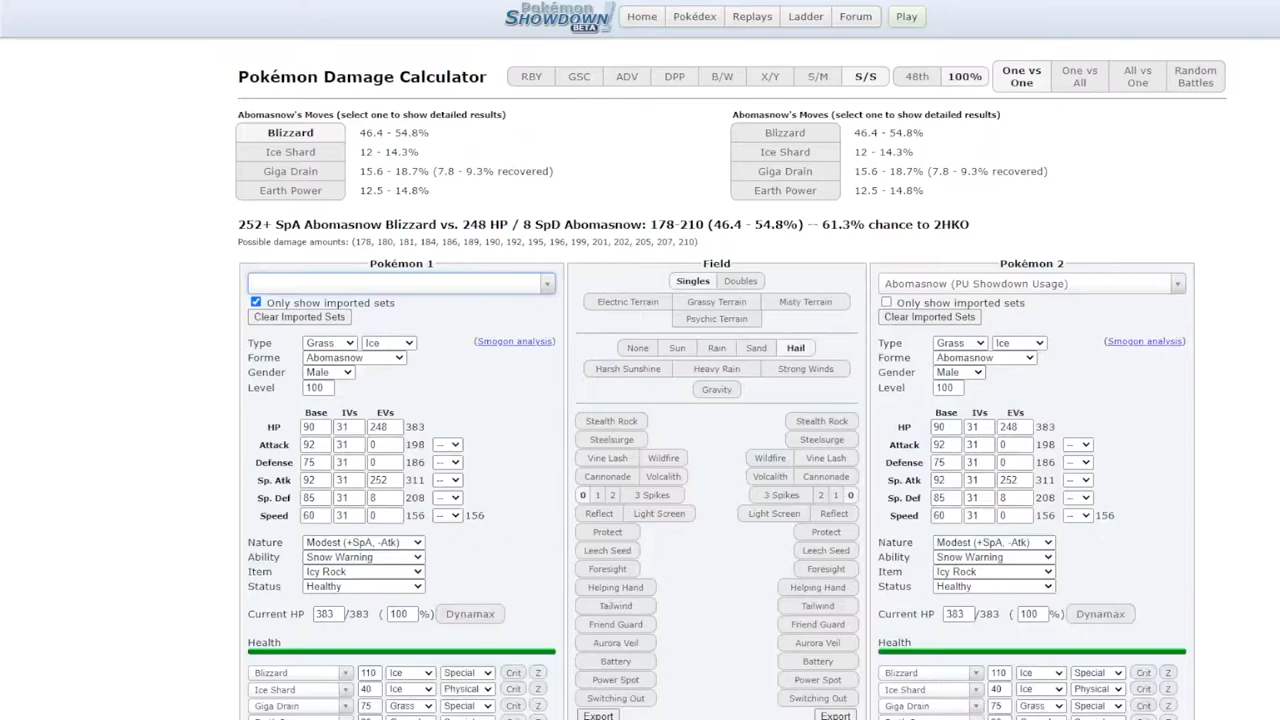 Pokémon
SHOWDOWN!
BETA
Home Pokédex Replays Ladder Forum Play
Pokémon Damage Calculator RBY GSC ADV DPP B/W X/Y S/M S/S 48th 100% One vs One One vs All All vs One Random Battles
Abomasnow's Moves (select one to show detailed results) Abomasnow's Moves (select one to show detailed results)
Blizzard 46.4 - 54.8% Blizzard 46.4 - 54.8%
Ice Shard 12 - 14.3% Ice Shard 12 - 14.3%
Giga Drain 15.6 - 18.7% (7.8 - 9.3% recovered) Giga Drain 15.6 - 18.7% (7.8 - 9.3% recovered)
Earth Power 12.5 - 14.8% Earth Power 12.5 - 14.8%
252+ SpA Abomasnow Blizzard vs. 248 HP / 8 SpD Abomasnow: 178-210 (46.4 - 54.8%) -- 61.3% chance to 2HKO
Possible damage amounts: (178, 180, 181, 184, 186, 189, 190, 192, 195, 196, 199, 201, 202, 205, 207, 210)
Pokémon 1
Only show imported sets
Clear Imported Sets
Type Grass Ice (Smogon analysis)
Forme Abomasnow
Gender Male
Level 100
Base IVs EVs
HP 90 31 248 383
Attack 92 31 0 198 --
Defense 75 31 0 186 --
Sp. Atk 92 31 252 311 --
Sp. Def 85 31 8 208 --
Speed 60 31 0 156 -- 156
Nature Modest (+SpA, -Atk)
Ability Snow Warning
Item Icy Rock
Status Healthy
Current HP 383 /383 ( 100 %) Dynamax
Health
Blizzard 110 Ice Special Crit Z
Ice Shard 40 Ice Physical Crit Z
Giga Drain 75 Grass Special Crit Z
Field
Singles Doubles
Electric Terrain Grassy Terrain Misty Terrain
Psychic Terrain
None Sun Rain Sand Hail
Harsh Sunshine Heavy Rain Strong Winds
Gravity
Stealth Rock Stealth Rock
Steelsurge Steelsurge
Vine Lash Wildfire Wildfire Vine Lash
Cannonade Volcalith Volcalith Cannonade
0 1 2 3 Spikes 3 Spikes 2 1 0
Reflect Light Screen Light Screen Reflect
Protect Protect
Leech Seed Leech Seed
Foresight Foresight
Helping Hand Helping Hand
Tailwind Tailwind
Friend Guard Friend Guard
Aurora Veil Aurora Veil
Battery Battery
Power Spot Power Spot
Switching Out Switching Out
Export Export
Pokémon 2
Abomasnow (PU Showdown Usage)
Only show imported sets
Clear Imported Sets
Type Grass Ice (Smogon analysis)
Forme Abomasnow
Gender Male
Level 100
Base IVs EVs
HP 90 31 248 383
Attack 92 31 0 198 --
Defense 75 31 0 186 --
Sp. Atk 92 31 252 311 --
Sp. Def 85 31 8 208 --
Speed 60 31 0 156 -- 156
Nature Modest (+SpA, -Atk)
Ability Snow Warning
Item Icy Rock
Status Healthy
Current HP 383 /383 ( 100 %) Dynamax
Health
Blizzard 110 Ice Special Crit Z
Ice Shard 40 Ice Physical Crit Z
Giga Drain 75 Grass Special Crit Z